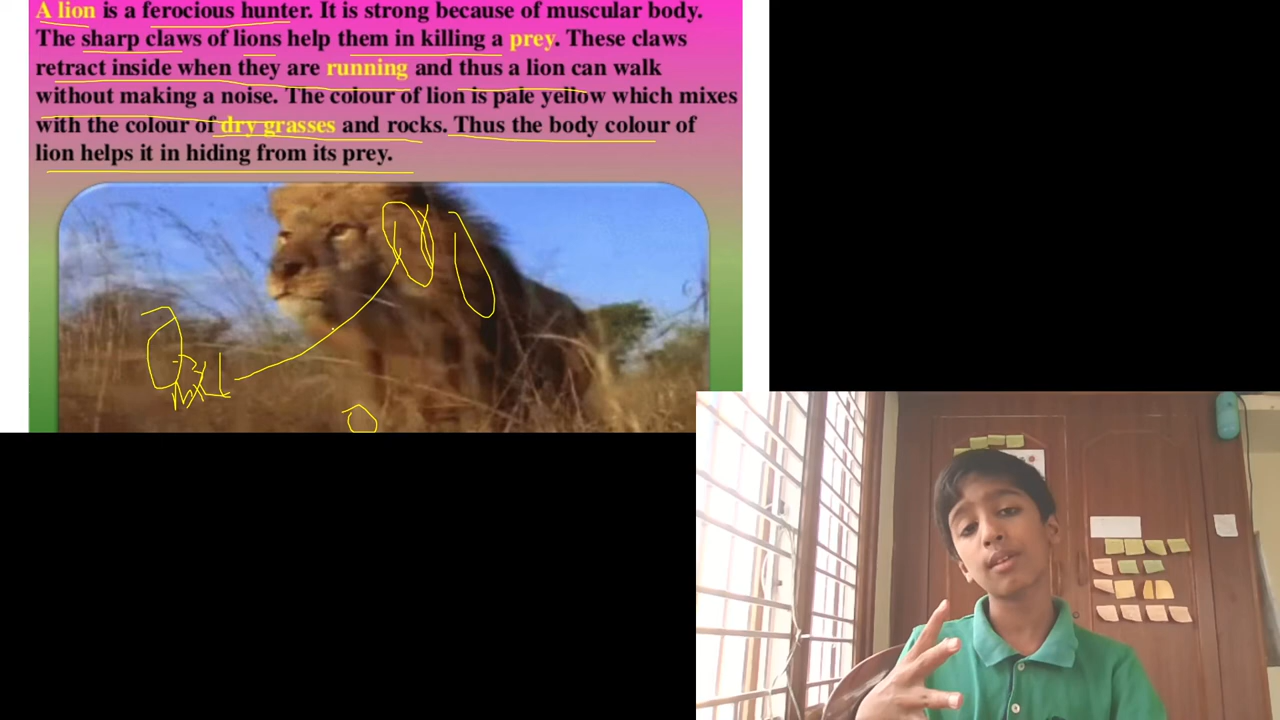 A lion is a ferocious hunter. It is strong because of muscular body.
The sharp claws of lions help them in killing a prey. These claws
retract inside when they are running and thus a lion can walk
without making a noise. The colour of lion is pale yellow which mixes
with the colour of dry grasses and rocks. Thus the body colour of
lion helps it in hiding from its prey.